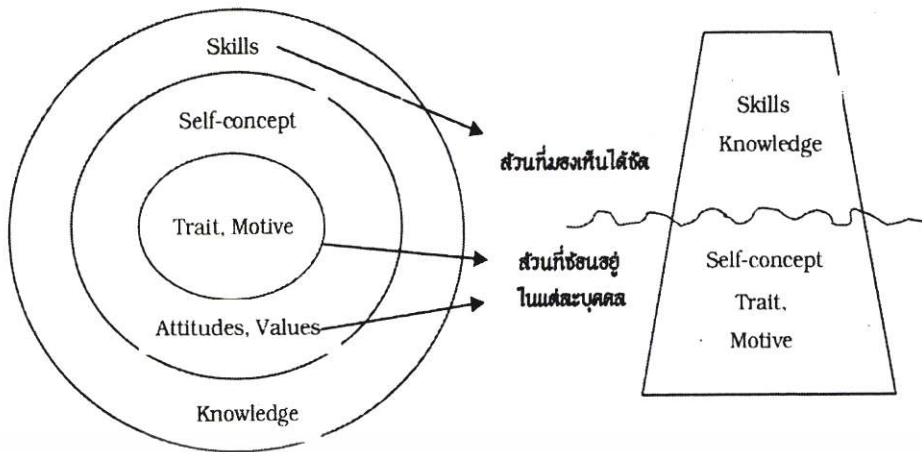 Skills
Self-concept
Trait, Motive
Attitudes, Values
Knowledge
ส่วนที่มองเห็นได้ชัด
ส่วนที่ซ้อนอยู่
ในแต่ละบุคคล
Skills
Knowledge
Self-concept
Trait,
Motive